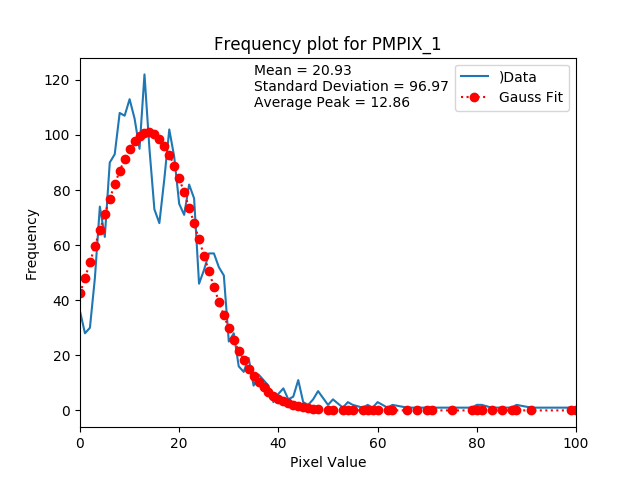 Frequency plot for PMPIX_1
Mean = 20.93
Standard Deviation = 96.97
Average Peak = 12.86
)Data
Gauss Fit
Frequency
120
100
80
60
40
20
0
0 20 40 60 80 100
Pixel Value